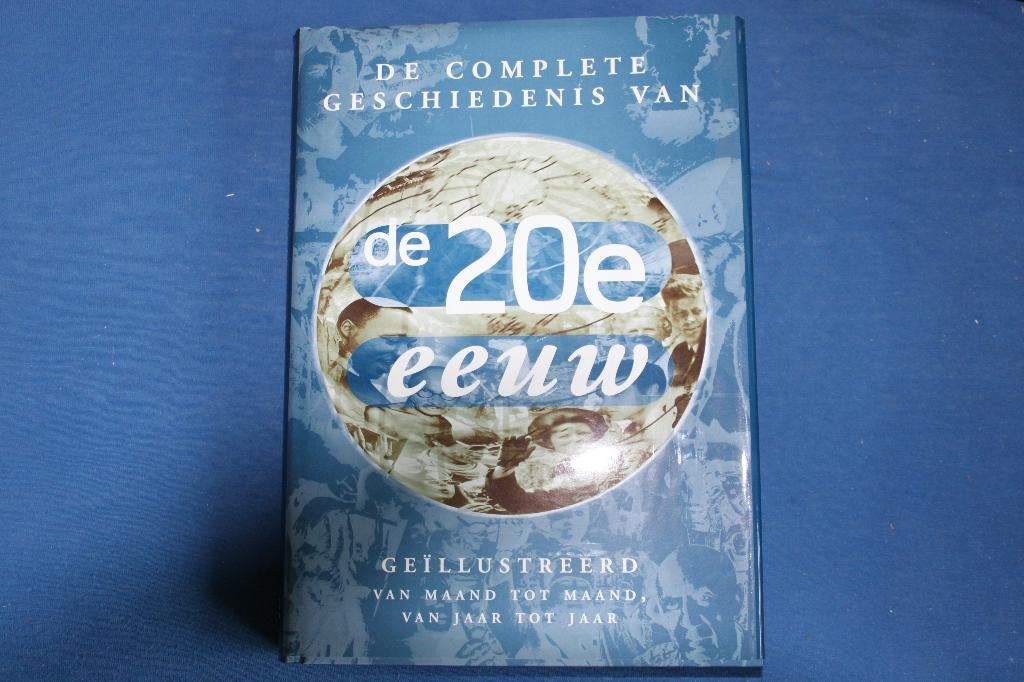 DE COMPLETE
GESCHIEDENIS VAN
de 20e
eeuw
GEÏLLUSTREERD
VAN MAAND TOT MAAND,
VAN JAAR TOT JAAR